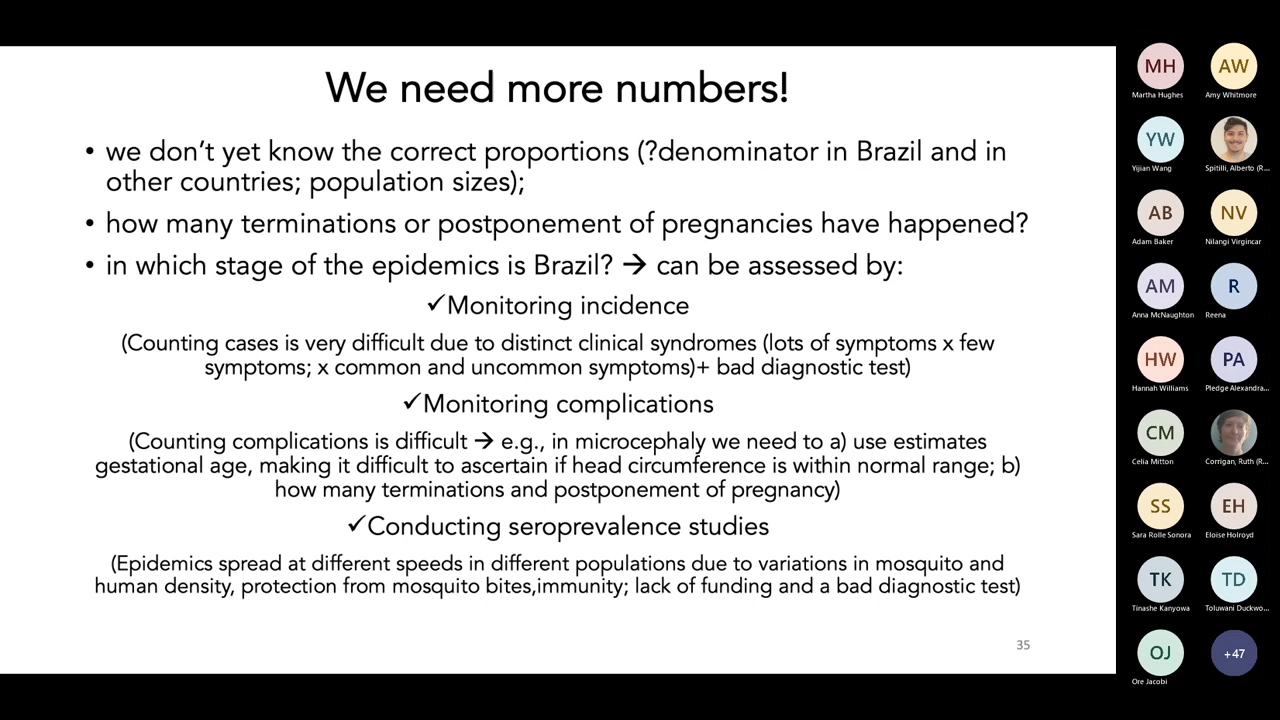 We need more numbers!
• we don't yet know the correct proportions (?denominator in Brazil and in
other countries; population sizes);
• how many terminations or postponement of pregnancies have happened?
• in which stage of the epidemics is Brazil? → can be assessed by:
✓Monitoring incidence
(Counting cases is very difficult due to distinct clinical syndromes (lots of symptoms x few
symptoms; x common and uncommon symptoms)+ bad diagnostic test)
✓Monitoring complications
(Counting complications is difficult → e.g., in microcephaly we need to a) use estimates
gestational age, making it difficult to ascertain if head circumference is within normal range; b)
how many terminations and postponement of pregnancy)
✓Conducting seroprevalence studies
(Epidemics spread at different speeds in different populations due to variations in mosquito and
human density, protection from mosquito bites,immunity; lack of funding and a bad diagnostic test)
35
MH AW
Martha Hughes Amy Whitmore
YW
Yijian Wang Spitilli, Alberto (R...
AB NV
Adam Baker Nilangi Virgincar
AM R
Anna McNaughton Reena
HW PA
Hannah Williams Pledge Alexandra...
CM
Celia Mitton Corrigan, Ruth (R...
SS EH
Sara Rolle Sonora Eloise Holroyd
TK TD
Tinashe Kanyowa Toluwani Duckwo...
OJ +47
Ore Jacobi